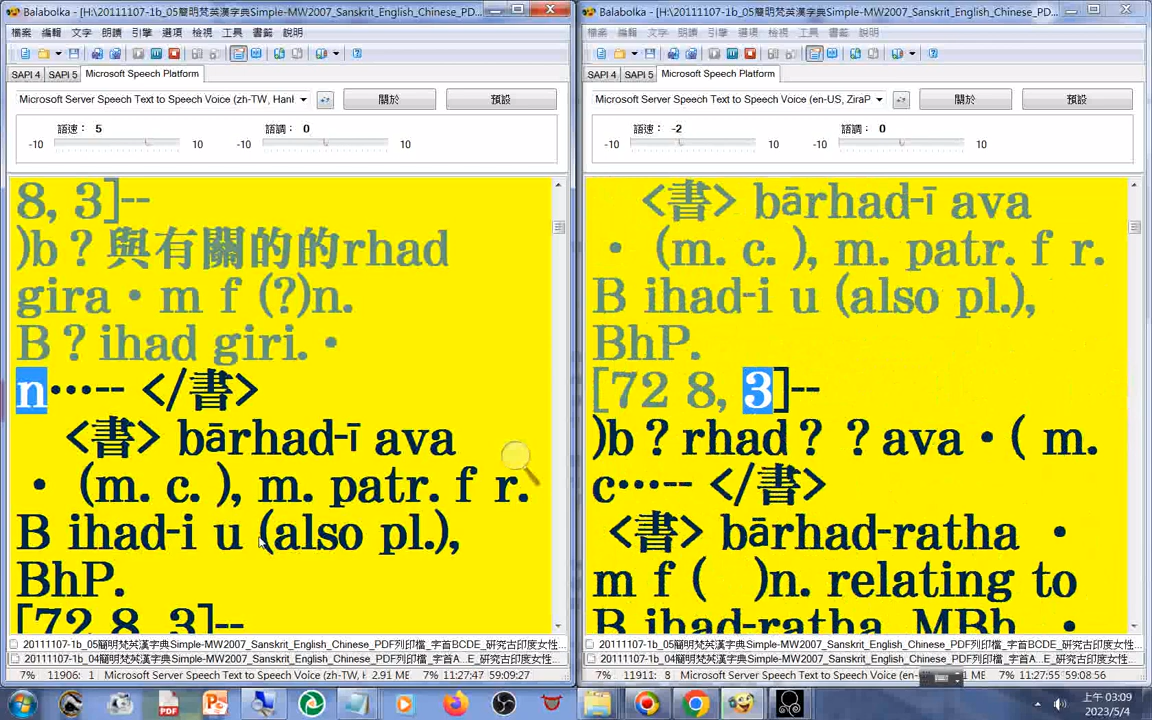 Balabolka - [H:\20111107-1b_05簡明梵英漢字典Simple-MW2007_Sanskrit_English_Chinese_PD...
檔案 編輯 文字 朗讀 引擎 選項 檢視 工具 書籤 說明
SAPI 4 SAPI 5 Microsoft Speech Platform
Microsoft Server Speech Text to Speech Voice (zh-TW, Hanl 關於 預設
語速： 5 語調： 0
-10 10 -10 10
8, 3]--
)b？與有關的的rhad
gira • m f (?)n.
B？ihad giri. •
n…-- </書>
<書> bārhad-ī ava
• (m. c. ), m. patr. f r.
B ihad-i u (also pl.),
BhP.
[72 8, 3]--
20111107-1b_05簡明梵英漢字典Simple-MW2007_Sanskrit_English_Chinese_PDF列印檔_字首BCDE_研究古印度女性...
20111107-1b_04簡明梵英漢字典Simple-MW2007_Sanskrit_English_Chinese_PDF列印檔_字首A...E_研究古印度女性...
7% 11906: 1 Microsoft Server Speech Text to Speech Voice (zh-TW, H 2.91 MB 7% 11:27:47 59:09:27
Balabolka - [H:\20111107-1b_05簡明梵英漢字典Simple-MW2007_Sanskrit_English_Chinese_PD...
檔案 編輯 文字 朗讀 引擎 選項 檢視 工具 書籤 說明
SAPI 4 SAPI 5 Microsoft Speech Platform
Microsoft Server Speech Text to Speech Voice (en-US, ZiraP 關於 預設
語速： -2 語調： 0
-10 10 -10 10
<書> bārhad-ī ava
• (m. c. ), m. patr. f r.
B ihad-i u (also pl.),
BhP.
[72 8, 3]--
)b？rhad？？ava • ( m.
c…-- </書>
<書> bārhad-ratha •
m f ( )n. relating to
B ihad-ratha, MBh. •
20111107-1b_05簡明梵英漢字典Simple-MW2007_Sanskrit_English_Chinese_PDF列印檔_字首BCDE_研究古印度女性...
20111107-1b_04簡明梵英漢字典Simple-MW2007_Sanskrit_English_Chinese_PDF列印檔_字首A...E_研究古印度女性...
7% 11911: 8 Microsoft Server Speech Text to Speech Voice (en-U 7% 11:27:55 59:08:56
PDF
上午 03:09
2023/5/4